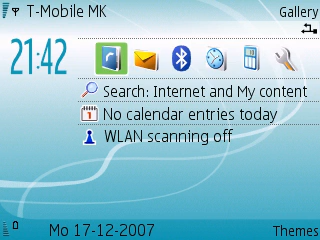 T-Mobile MK
Gallery
21:42
Search: Internet and My content
No calendar entries today
WLAN scanning off
Mo 17-12-2007
Themes